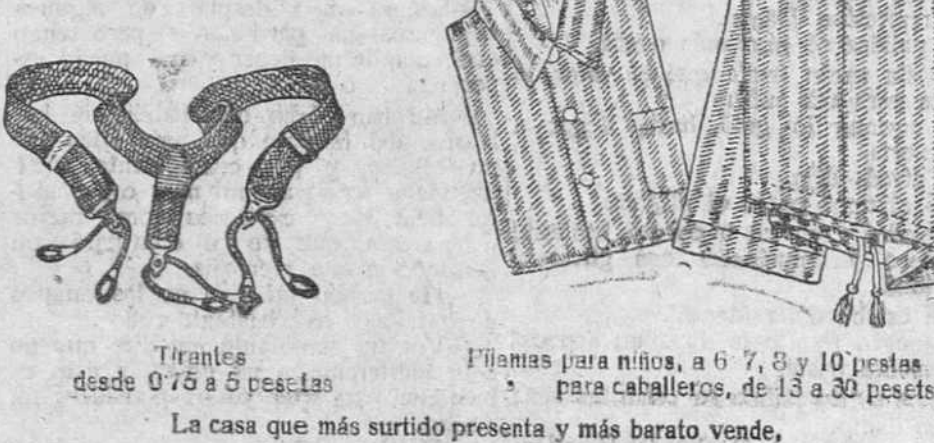 Tirantes
desde 0'75 a 5 pesetas
Pijamas para niños, a 6 7, 8 y 10 pestas
" para caballeros, de 13 a 30 pesets
La casa que más surtido presenta y más barato vende,